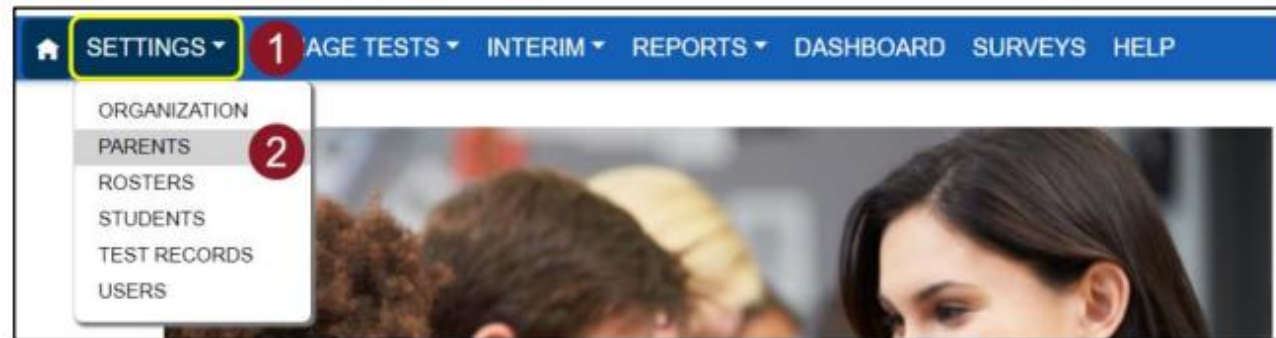 SETTINGS 1 AGE TESTS INTERIM REPORTS DASHBOARD SURVEYS HELP
ORGANIZATION
PARENTS 2
ROSTERS
STUDENTS
TEST RECORDS
USERS